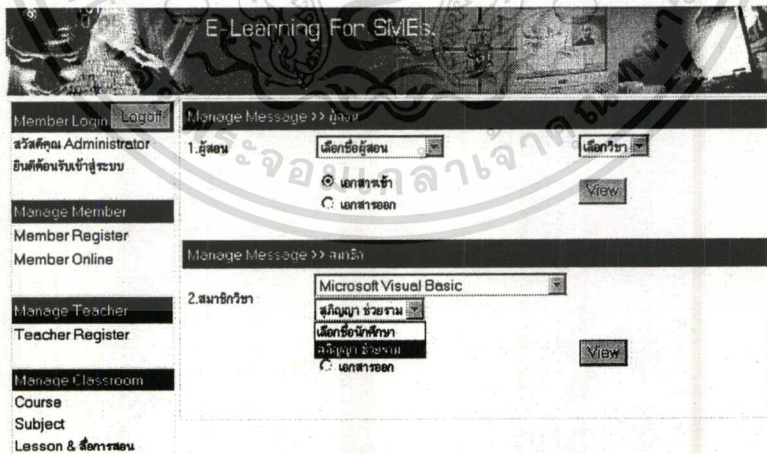 E-Learning For SMEs.
Member Login Logoff
สวัสดีคุณ Administrator
ยินดีต้อนรับเข้าสู่ระบบ
Manage Member
Member Register
Member Online
Manage Teacher
Teacher Register
Manage Classroom
Course
Subject
Lesson & สื่อการสอน
Manage Message >> ผู้สอน
1.ผู้สอน เลือกชื่อผู้สอน เลือกวิชา
เอกสารเข้า
เอกสารออก
View
Manage Message >> สมาชิก
2.สมาชิกวิชา Microsoft Visual Basic
สุภิญญา ช่วยราม
เลือกชื่อนักศึกษา
สุภิญญา ช่วยราม
เอกสารออก
View